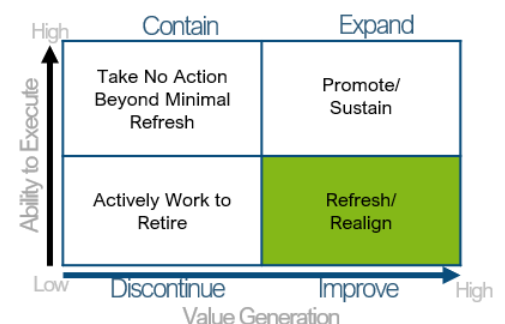 Contain
Expand
High
Take No Action
Beyond Minimal
Refresh
Promote/
Sustain
Ability to Execute
Actively Work to
Retire
Refresh/
Realign
Low
Discontinue
Improve
High
Value Generation